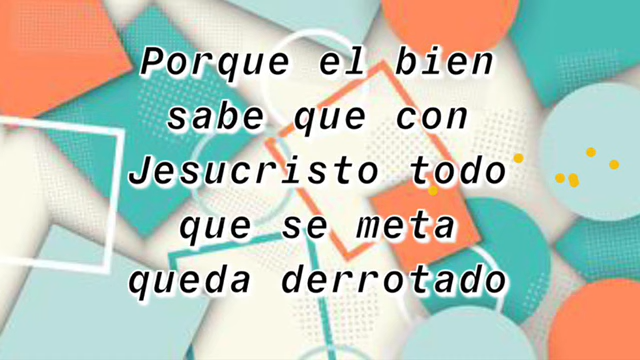 Porque el bien
sabe que con
Jesucristo todo
que se meta
queda derrotado